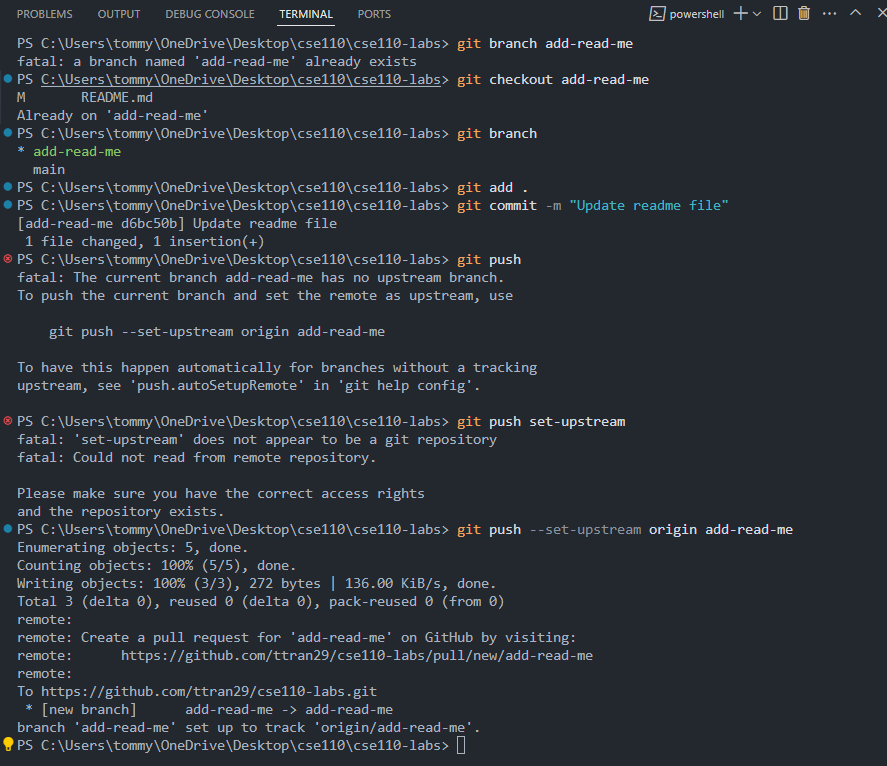 PROBLEMS OUTPUT DEBUG CONSOLE TERMINAL PORTS powershell
PS C:\Users\tommy\OneDrive\Desktop\cse110\cse110-labs> git branch add-read-me
fatal: a branch named 'add-read-me' already exists
PS C:\Users\tommy\OneDrive\Desktop\cse110\cse110-labs> git checkout add-read-me
M       README.md
Already on 'add-read-me'
PS C:\Users\tommy\OneDrive\Desktop\cse110\cse110-labs> git branch
* add-read-me
  main
PS C:\Users\tommy\OneDrive\Desktop\cse110\cse110-labs> git add .
PS C:\Users\tommy\OneDrive\Desktop\cse110\cse110-labs> git commit -m "Update readme file"
[add-read-me d6bc50b] Update readme file
 1 file changed, 1 insertion(+)
PS C:\Users\tommy\OneDrive\Desktop\cse110\cse110-labs> git push
fatal: The current branch add-read-me has no upstream branch.
To push the current branch and set the remote as upstream, use
    git push --set-upstream origin add-read-me
To have this happen automatically for branches without a tracking
upstream, see 'push.autoSetupRemote' in 'git help config'.
PS C:\Users\tommy\OneDrive\Desktop\cse110\cse110-labs> git push set-upstream
fatal: 'set-upstream' does not appear to be a git repository
fatal: Could not read from remote repository.
Please make sure you have the correct access rights
and the repository exists.
PS C:\Users\tommy\OneDrive\Desktop\cse110\cse110-labs> git push --set-upstream origin add-read-me
Enumerating objects: 5, done.
Counting objects: 100% (5/5), done.
Writing objects: 100% (3/3), 272 bytes | 136.00 KiB/s, done.
Total 3 (delta 0), reused 0 (delta 0), pack-reused 0 (from 0)
remote:
remote: Create a pull request for 'add-read-me' on GitHub by visiting:
remote:      https://github.com/ttran29/cse110-labs/pull/new/add-read-me
remote:
To https://github.com/ttran29/cse110-labs.git
 * [new branch]      add-read-me -> add-read-me
branch 'add-read-me' set up to track 'origin/add-read-me'.
PS C:\Users\tommy\OneDrive\Desktop\cse110\cse110-labs>